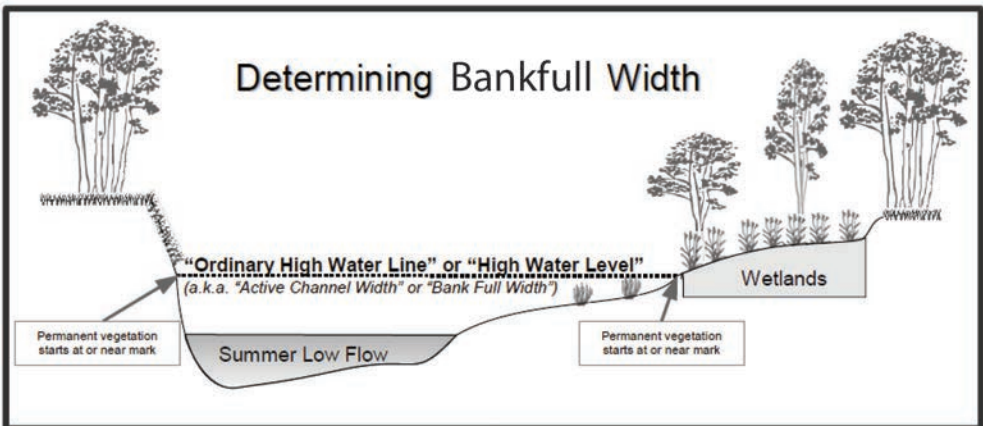 Determining Bankfull Width
"Ordinary High Water Line" or "High Water Level"
(a.k.a. "Active Channel Width" or "Bank Full Width")
Wetlands
Permanent vegetation
starts at or near mark
Summer Low Flow
Permanent vegetation
starts at or near mark